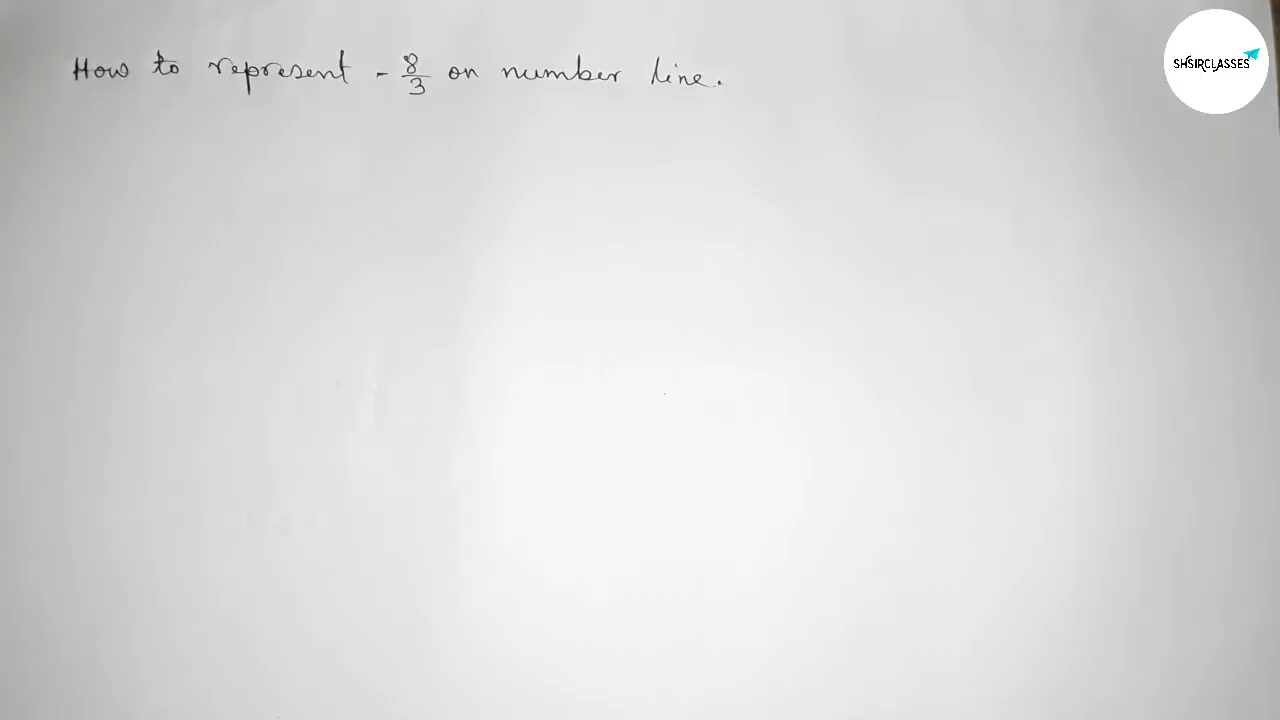 How to represent - 8/3 on number line.
SHSIRCLASSES